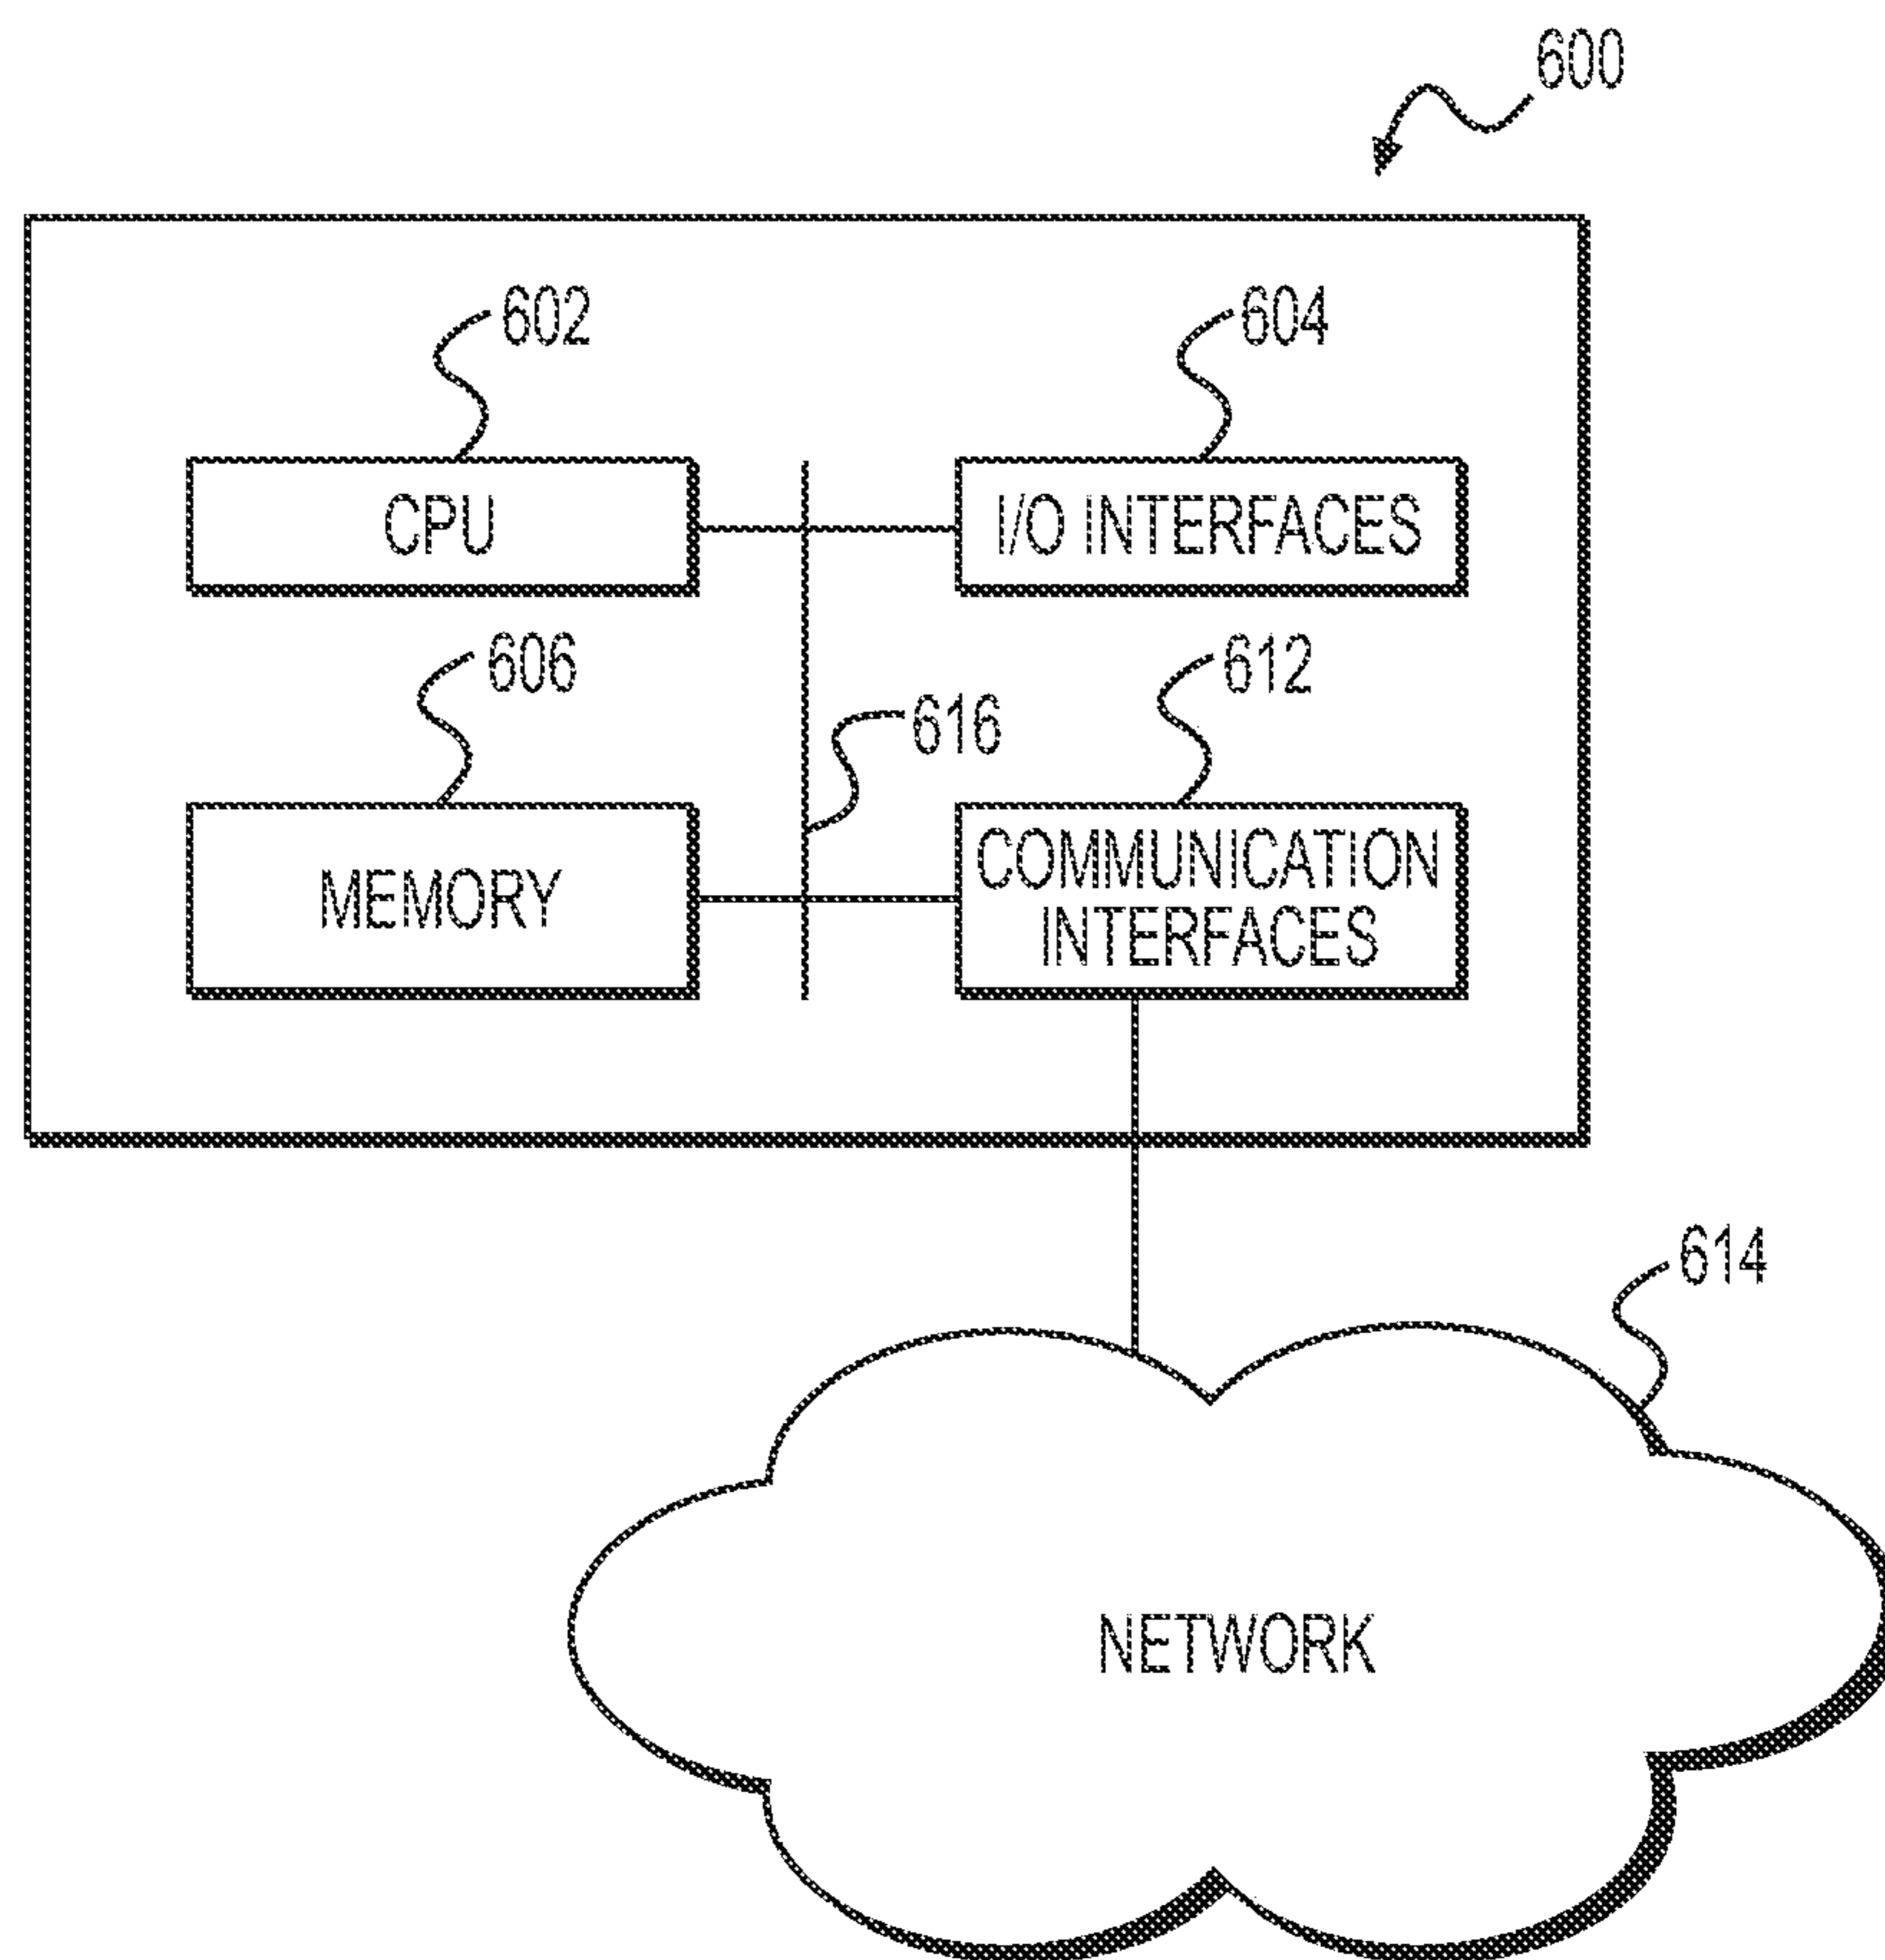 600
602
604
CPU
I/O INTERFACES
606
612
616
MEMORY
COMMUNICATION
INTERFACES
614
NETWORK